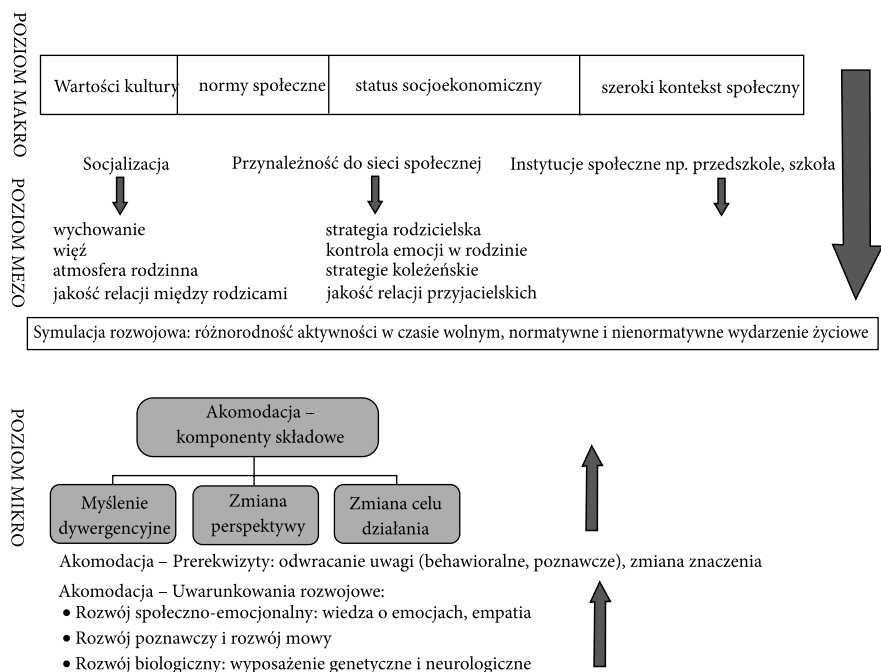 POZIOM MAKRO
Wartości kultury normy społeczne status socjoekonomiczny szeroki kontekst społeczny
POZIOM MEZO
Socjalizacja Przynależność do sieci społecznej Instytucje społeczne np. przedszkole, szkoła
wychowanie
więź
atmosfera rodzinna
jakość relacji między rodzicami
strategia rodzicielska
kontrola emocji w rodzinie
strategie koleżeńskie
jakość relacji przyjacielskich
Symulacja rozwojowa: różnorodność aktywności w czasie wolnym, normatywne i nienormatywne wydarzenie życiowe
POZIOM MIKRO
Akomodacja –
komponenty składowe
Myślenie
dywergencyjne
Zmiana
perspektywy
Zmiana celu
działania
Akomodacja – Prerekwizyty: odwracanie uwagi (behawioralne, poznawcze), zmiana znaczenia
Akomodacja – Uwarunkowania rozwojowe:
• Rozwój społeczno-emocjonalny: wiedza o emocjach, empatia
• Rozwój poznawczy i rozwój mowy
• Rozwój biologiczny: wyposażenie genetyczne i neurologiczne